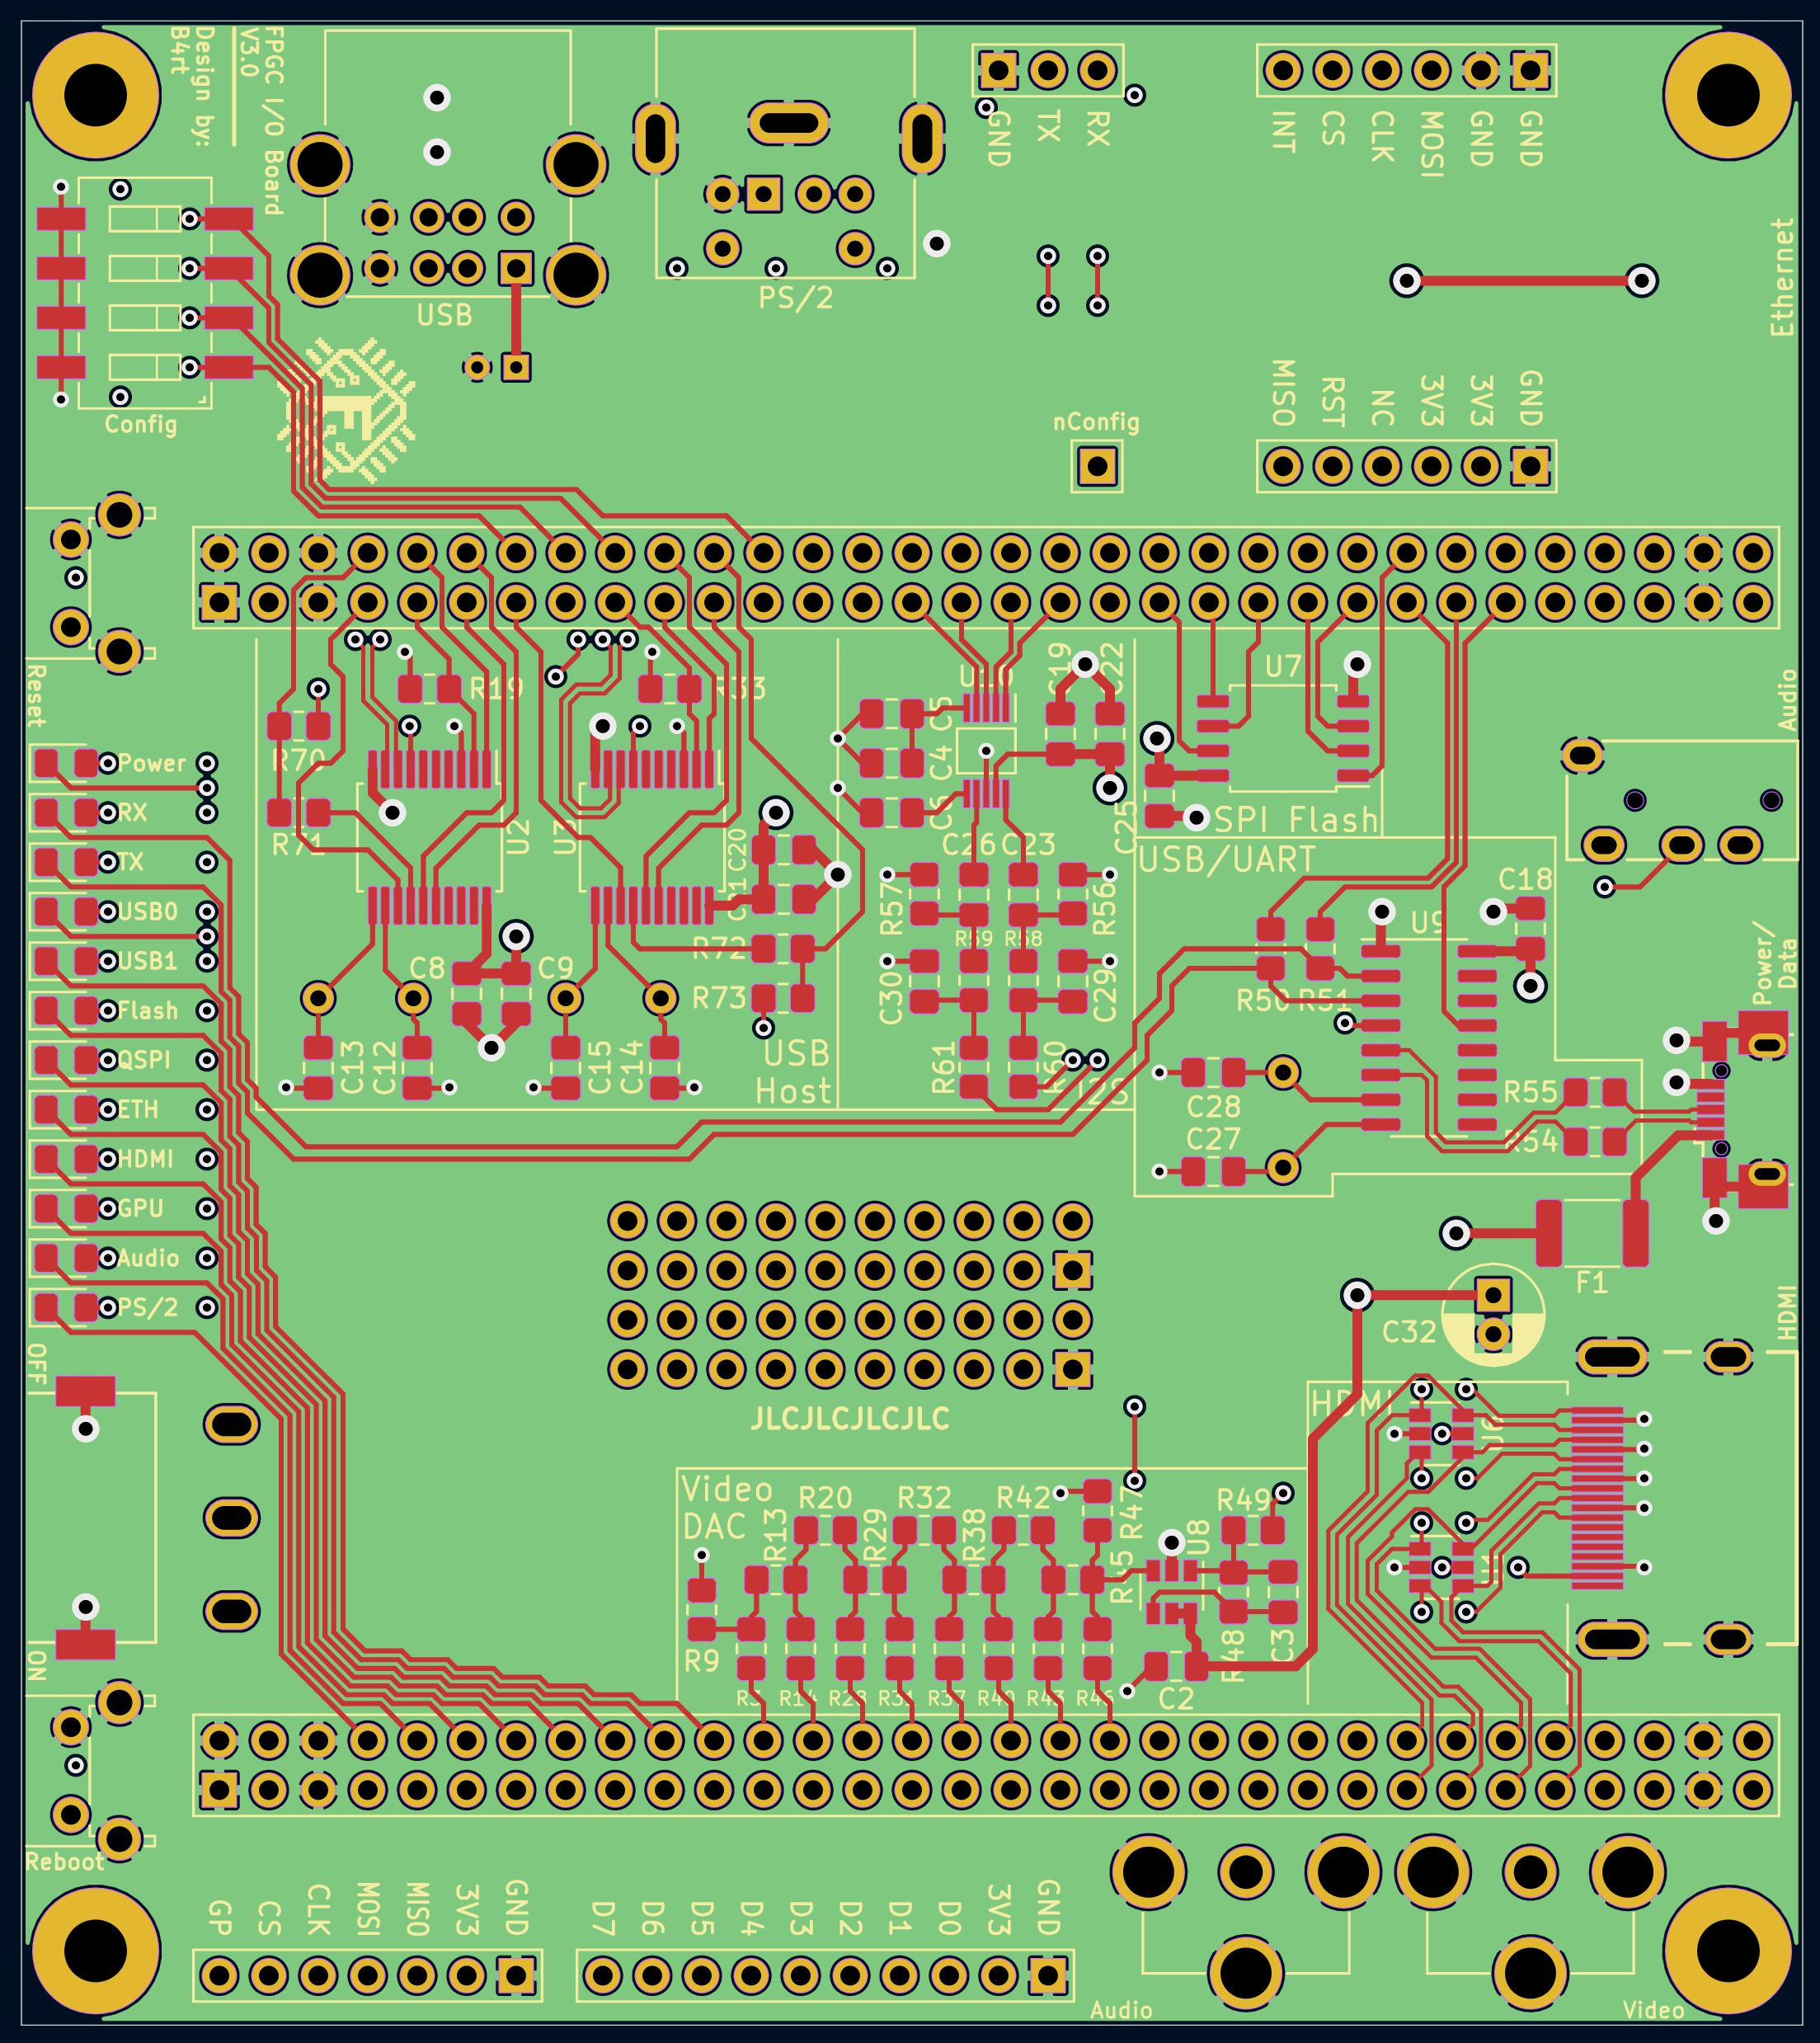 FPGC I/O Board
V3.0
Design by:
B4rt
USB
PS/2
GND
TX
RX
INT
CS
CLK
MOSI
GND
GND
Ethernet
Config
nConfig
MISO
RST
NC
3V3
3V3
GND
Reset
R19
R33
C19
C22
U7
Audio
R70
C5
C4
C6
Power
RX
TX
USB0
USB1
Flash
QSPI
ETH
HDMI
GPU
Audio
PS/2
R71
U2
U3
C20
C25
SPI Flash
C26
C23
USB/UART
C18
R57
R56
R59
R58
U9
R72
C8
C9
R73
C30
C29
R50
R51
Power/
Data
C13
C12
C15
C14
USB
Host
R61
R60
C28
C27
R55
R54
F1
C32
HDMI
OFF
ON
JLCJLCJLCJLC
HDMI
U6
Video
DAC
R20
R32
R42
R47
R49
R13
R29
R38
R45
U8
R9
R48
C3
C2
R3
R14
R28
R31
R37
R40
R43
R46
Reboot
GP
CS
CLK
MOSI
MISO
3V3
GND
D7
D6
D5
D4
D3
D2
D1
D0
3V3
GND
Audio
Video